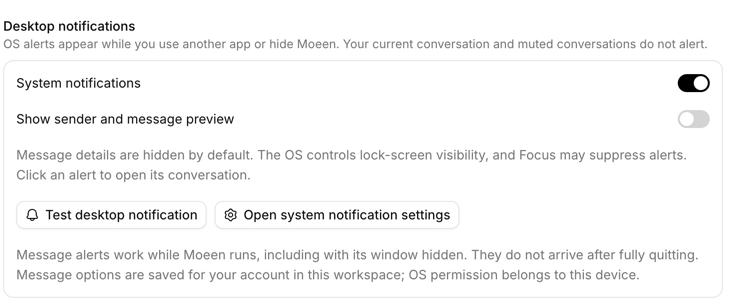 Desktop notifications
OS alerts appear while you use another app or hide Moeen. Your current conversation and muted conversations do not alert.
System notifications
Show sender and message preview
Message details are hidden by default. The OS controls lock-screen visibility, and Focus may suppress alerts.
Click an alert to open its conversation.
Test desktop notification
Open system notification settings
Message alerts work while Moeen runs, including with its window hidden. They do not arrive after fully quitting.
Message options are saved for your account in this workspace; OS permission belongs to this device.